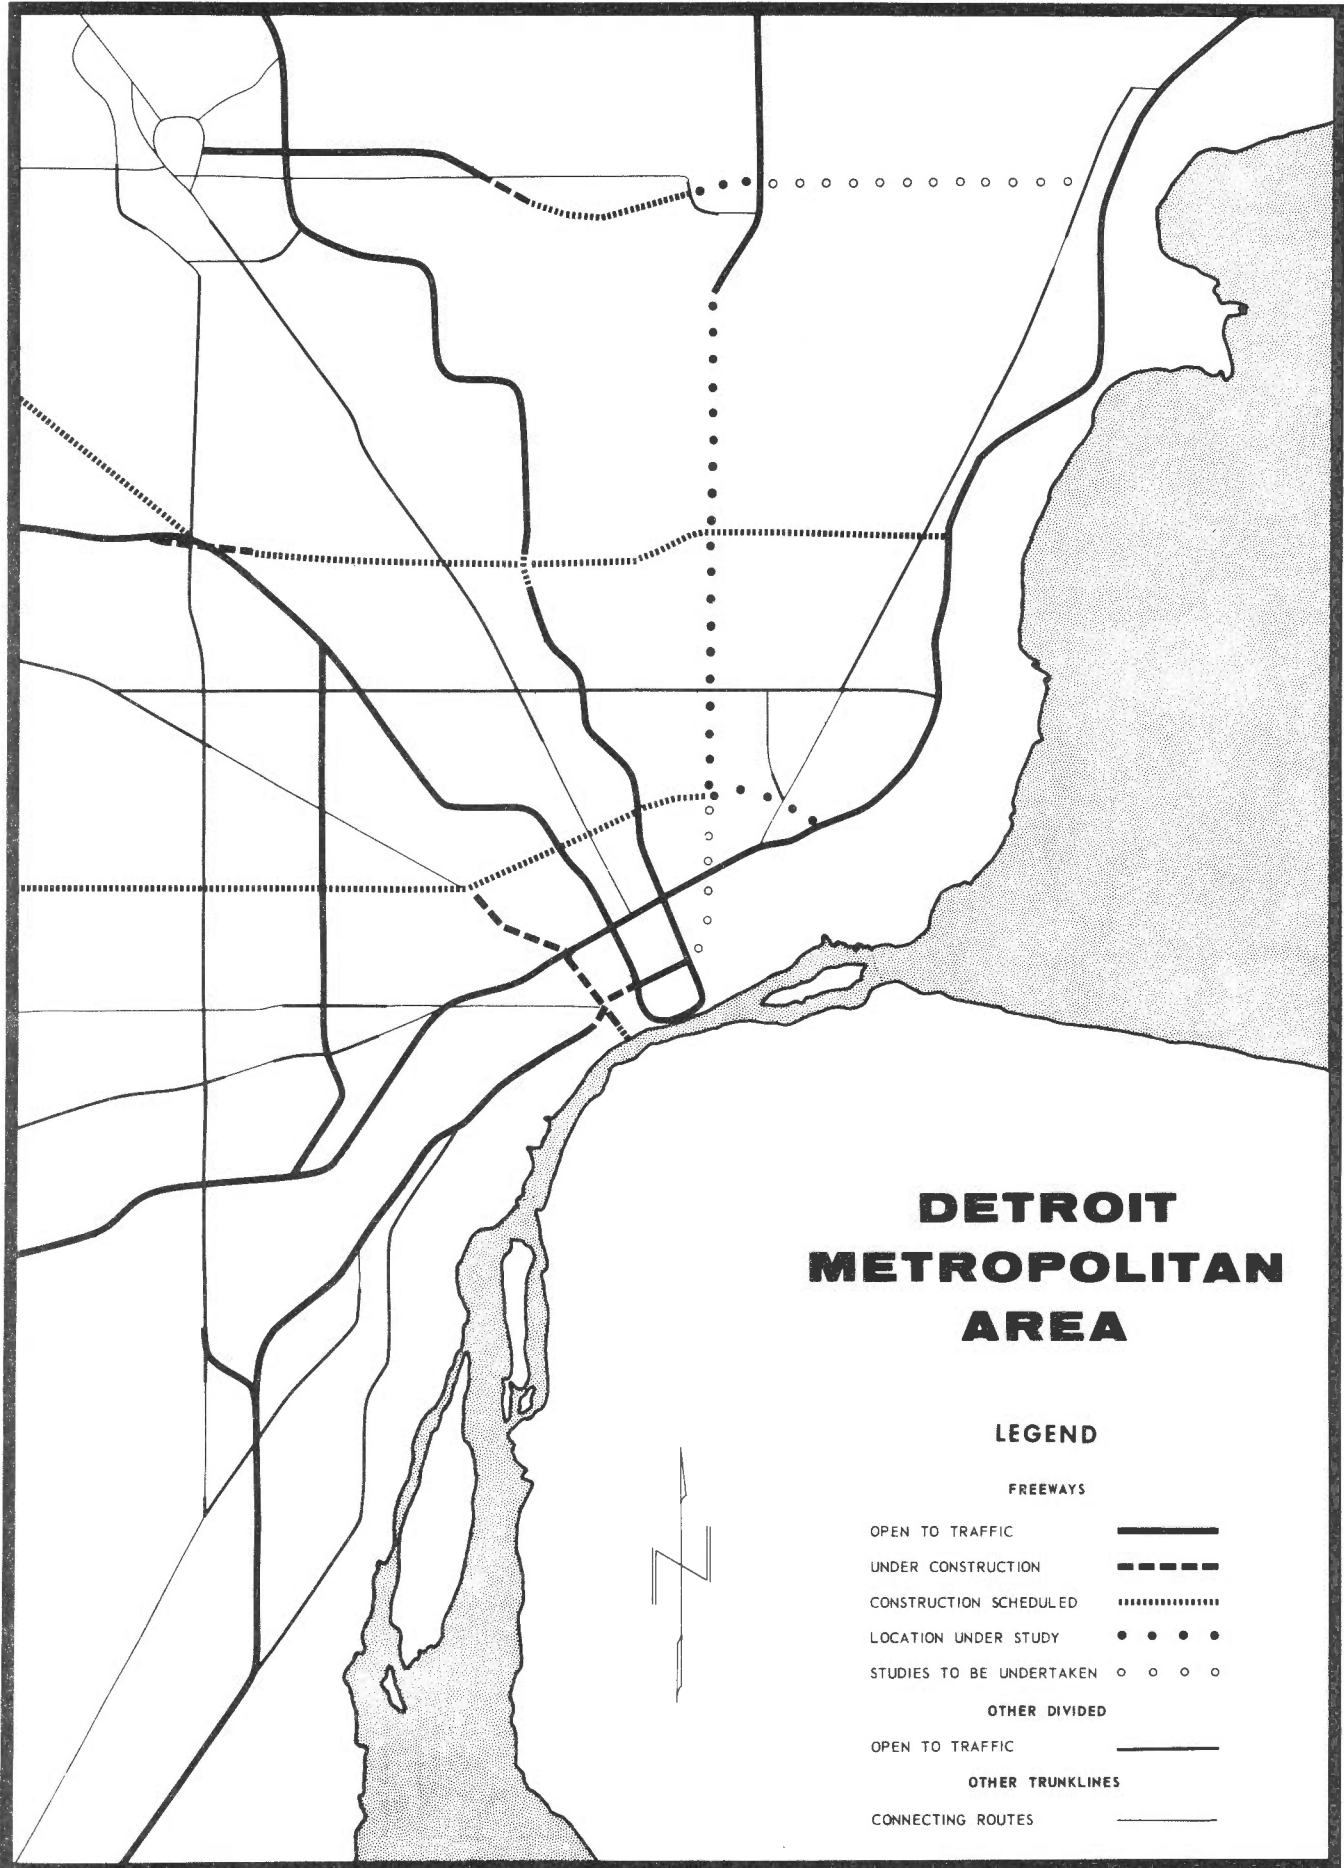 DETROIT
METROPOLITAN
AREA
LEGEND
FREEWAYS
OPEN TO TRAFFIC
UNDER CONSTRUCTION
CONSTRUCTION SCHEDULED
LOCATION UNDER STUDY
STUDIES TO BE UNDERTAKEN
OTHER DIVIDED
OPEN TO TRAFFIC
OTHER TRUNKLINES
CONNECTING ROUTES